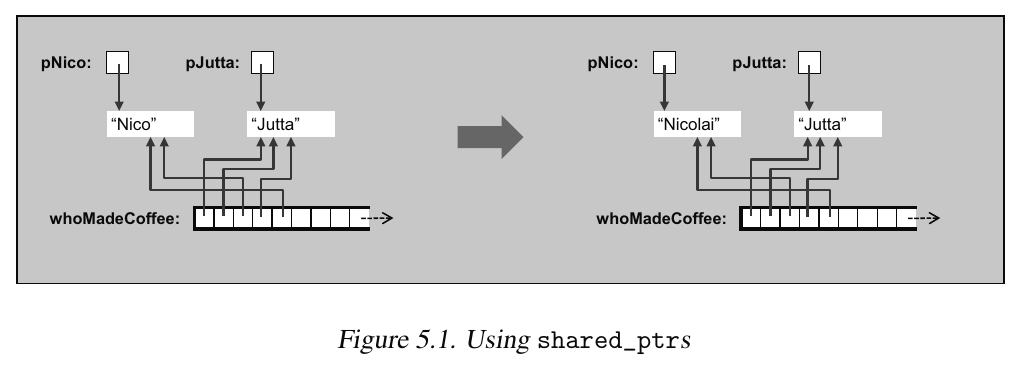 pNico: pJutta: pNico: pJutta:
“Nico” “Jutta” “Nicolai” “Jutta”
whoMadeCoffee: whoMadeCoffee:
Figure 5.1. Using shared_ptrs